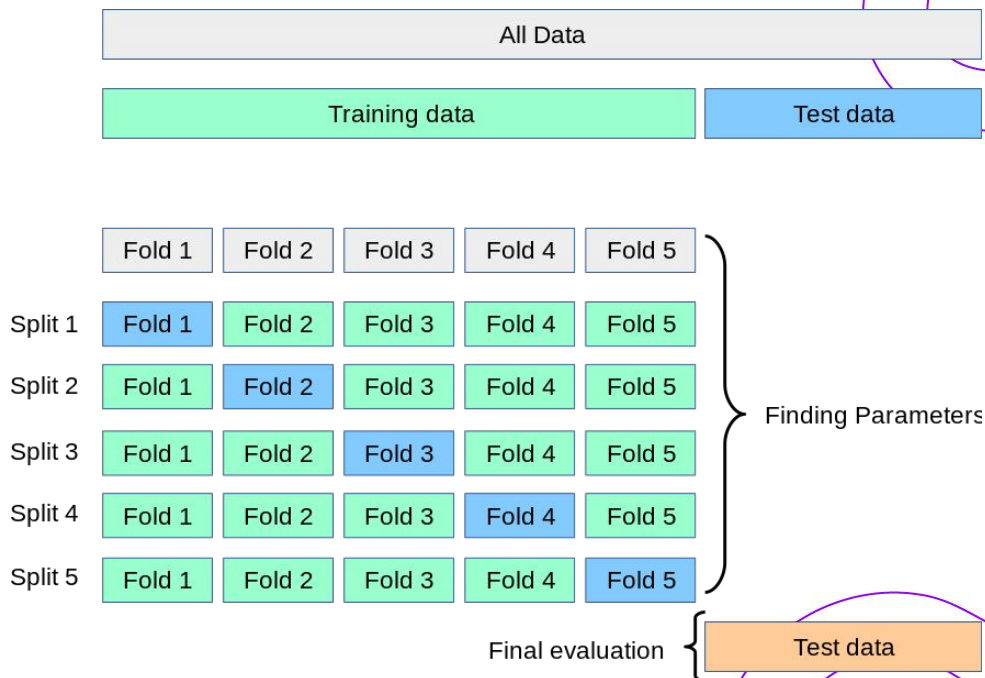 All Data
Training data Test data
Fold 1 Fold 2 Fold 3 Fold 4 Fold 5
Split 1 Fold 1 Fold 2 Fold 3 Fold 4 Fold 5
Split 2 Fold 1 Fold 2 Fold 3 Fold 4 Fold 5
Finding Parameters
Split 3 Fold 1 Fold 2 Fold 3 Fold 4 Fold 5
Split 4 Fold 1 Fold 2 Fold 3 Fold 4 Fold 5
Split 5 Fold 1 Fold 2 Fold 3 Fold 4 Fold 5
Final evaluation Test data